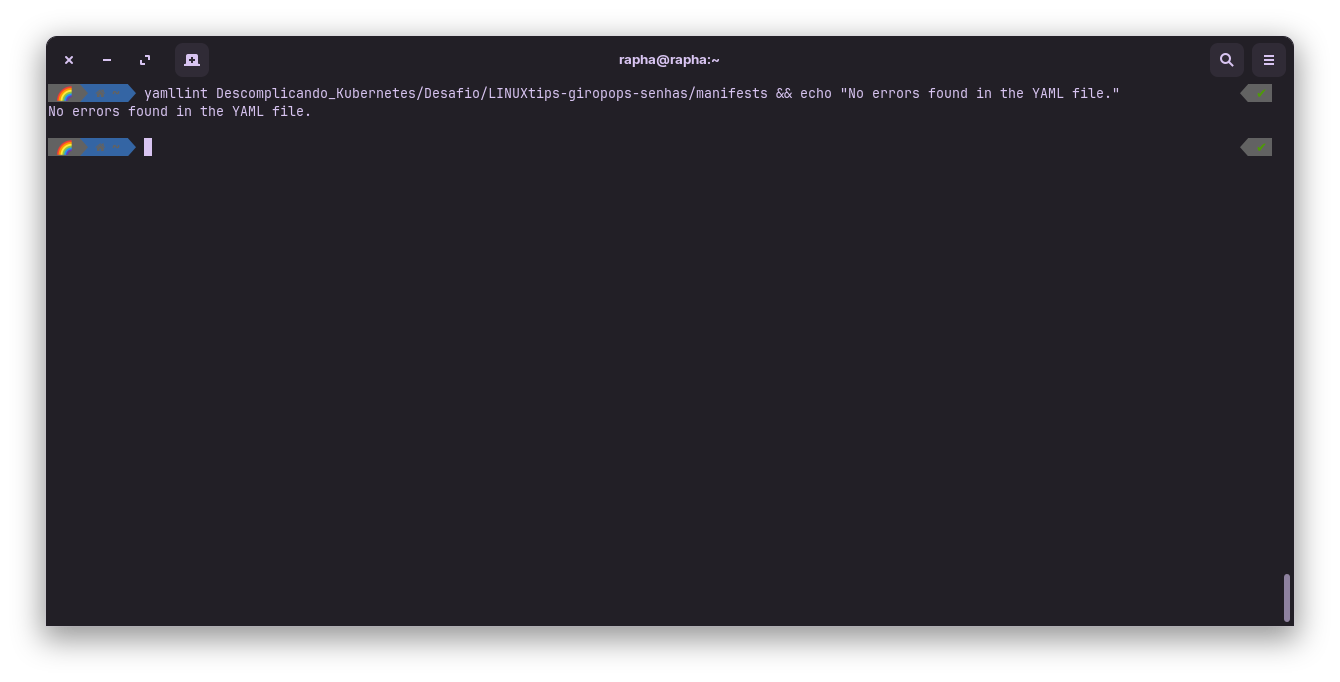 rapha@rapha:~
yamllint Descomplicando_Kubernetes/Desafio/LINUXtips-giropops-senhas/manifests && echo "No errors found in the YAML file."
No errors found in the YAML file.